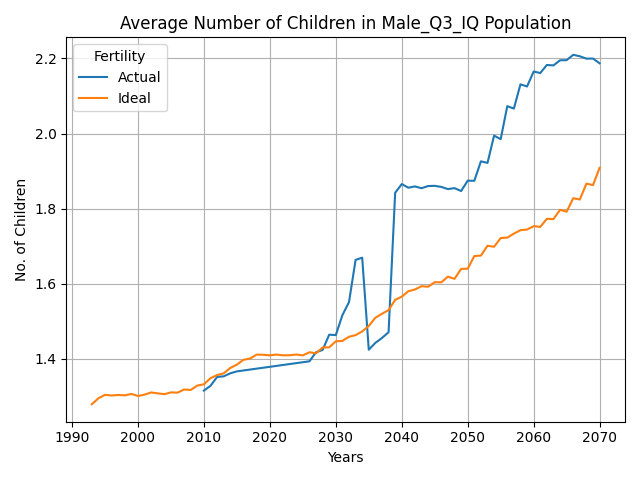 Average Number of Children in Male_Q3_IQ Population
Fertility
Actual
Ideal
No. of Children
2.2
2.0
1.8
1.6
1.4
1990 2000 2010 2020 2030 2040 2050 2060 2070
Years